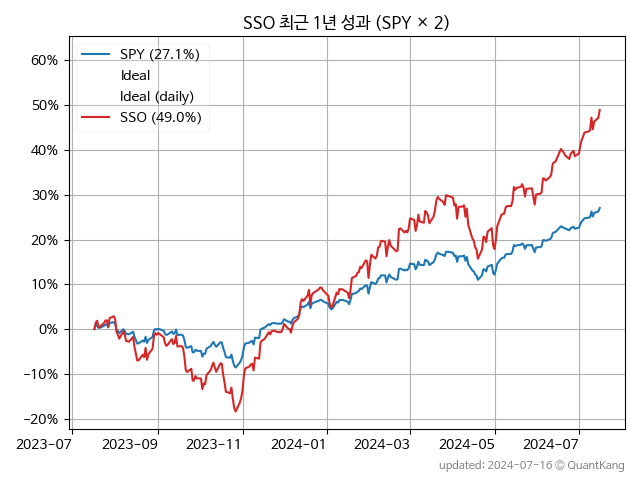 SSO 최근 1년 성과 (SPY × 2)
SPY (27.1%)
Ideal
Ideal (daily)
SSO (49.0%)
60%
50%
40%
30%
20%
10%
0%
−10%
−20%
2023-07 2023-09 2023-11 2024-01 2024-03 2024-05 2024-07
updated: 2024-07-16 © QuantKang